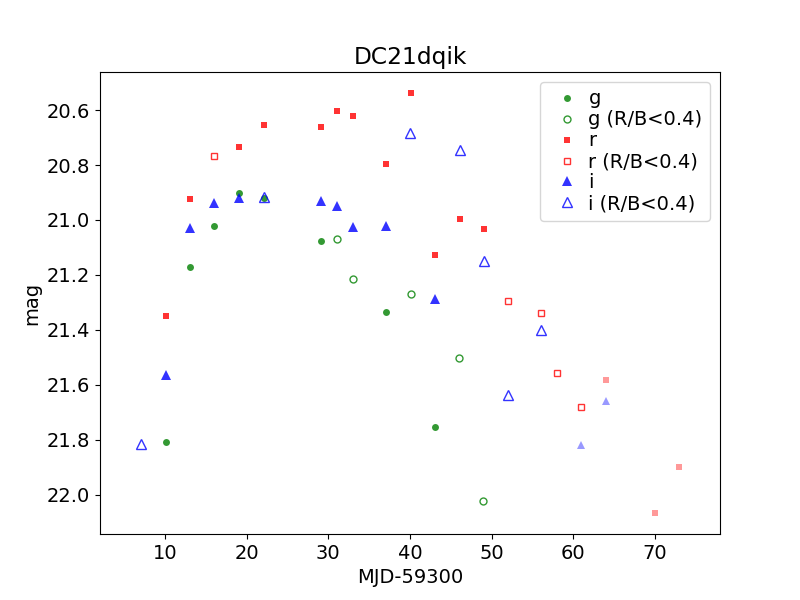 DC21dqik
g
g (R/B<0.4)
r
r (R/B<0.4)
i
i (R/B<0.4)
mag
20.6
20.8
21.0
21.2
21.4
21.6
21.8
22.0
10 20 30 40 50 60 70
MJD-59300